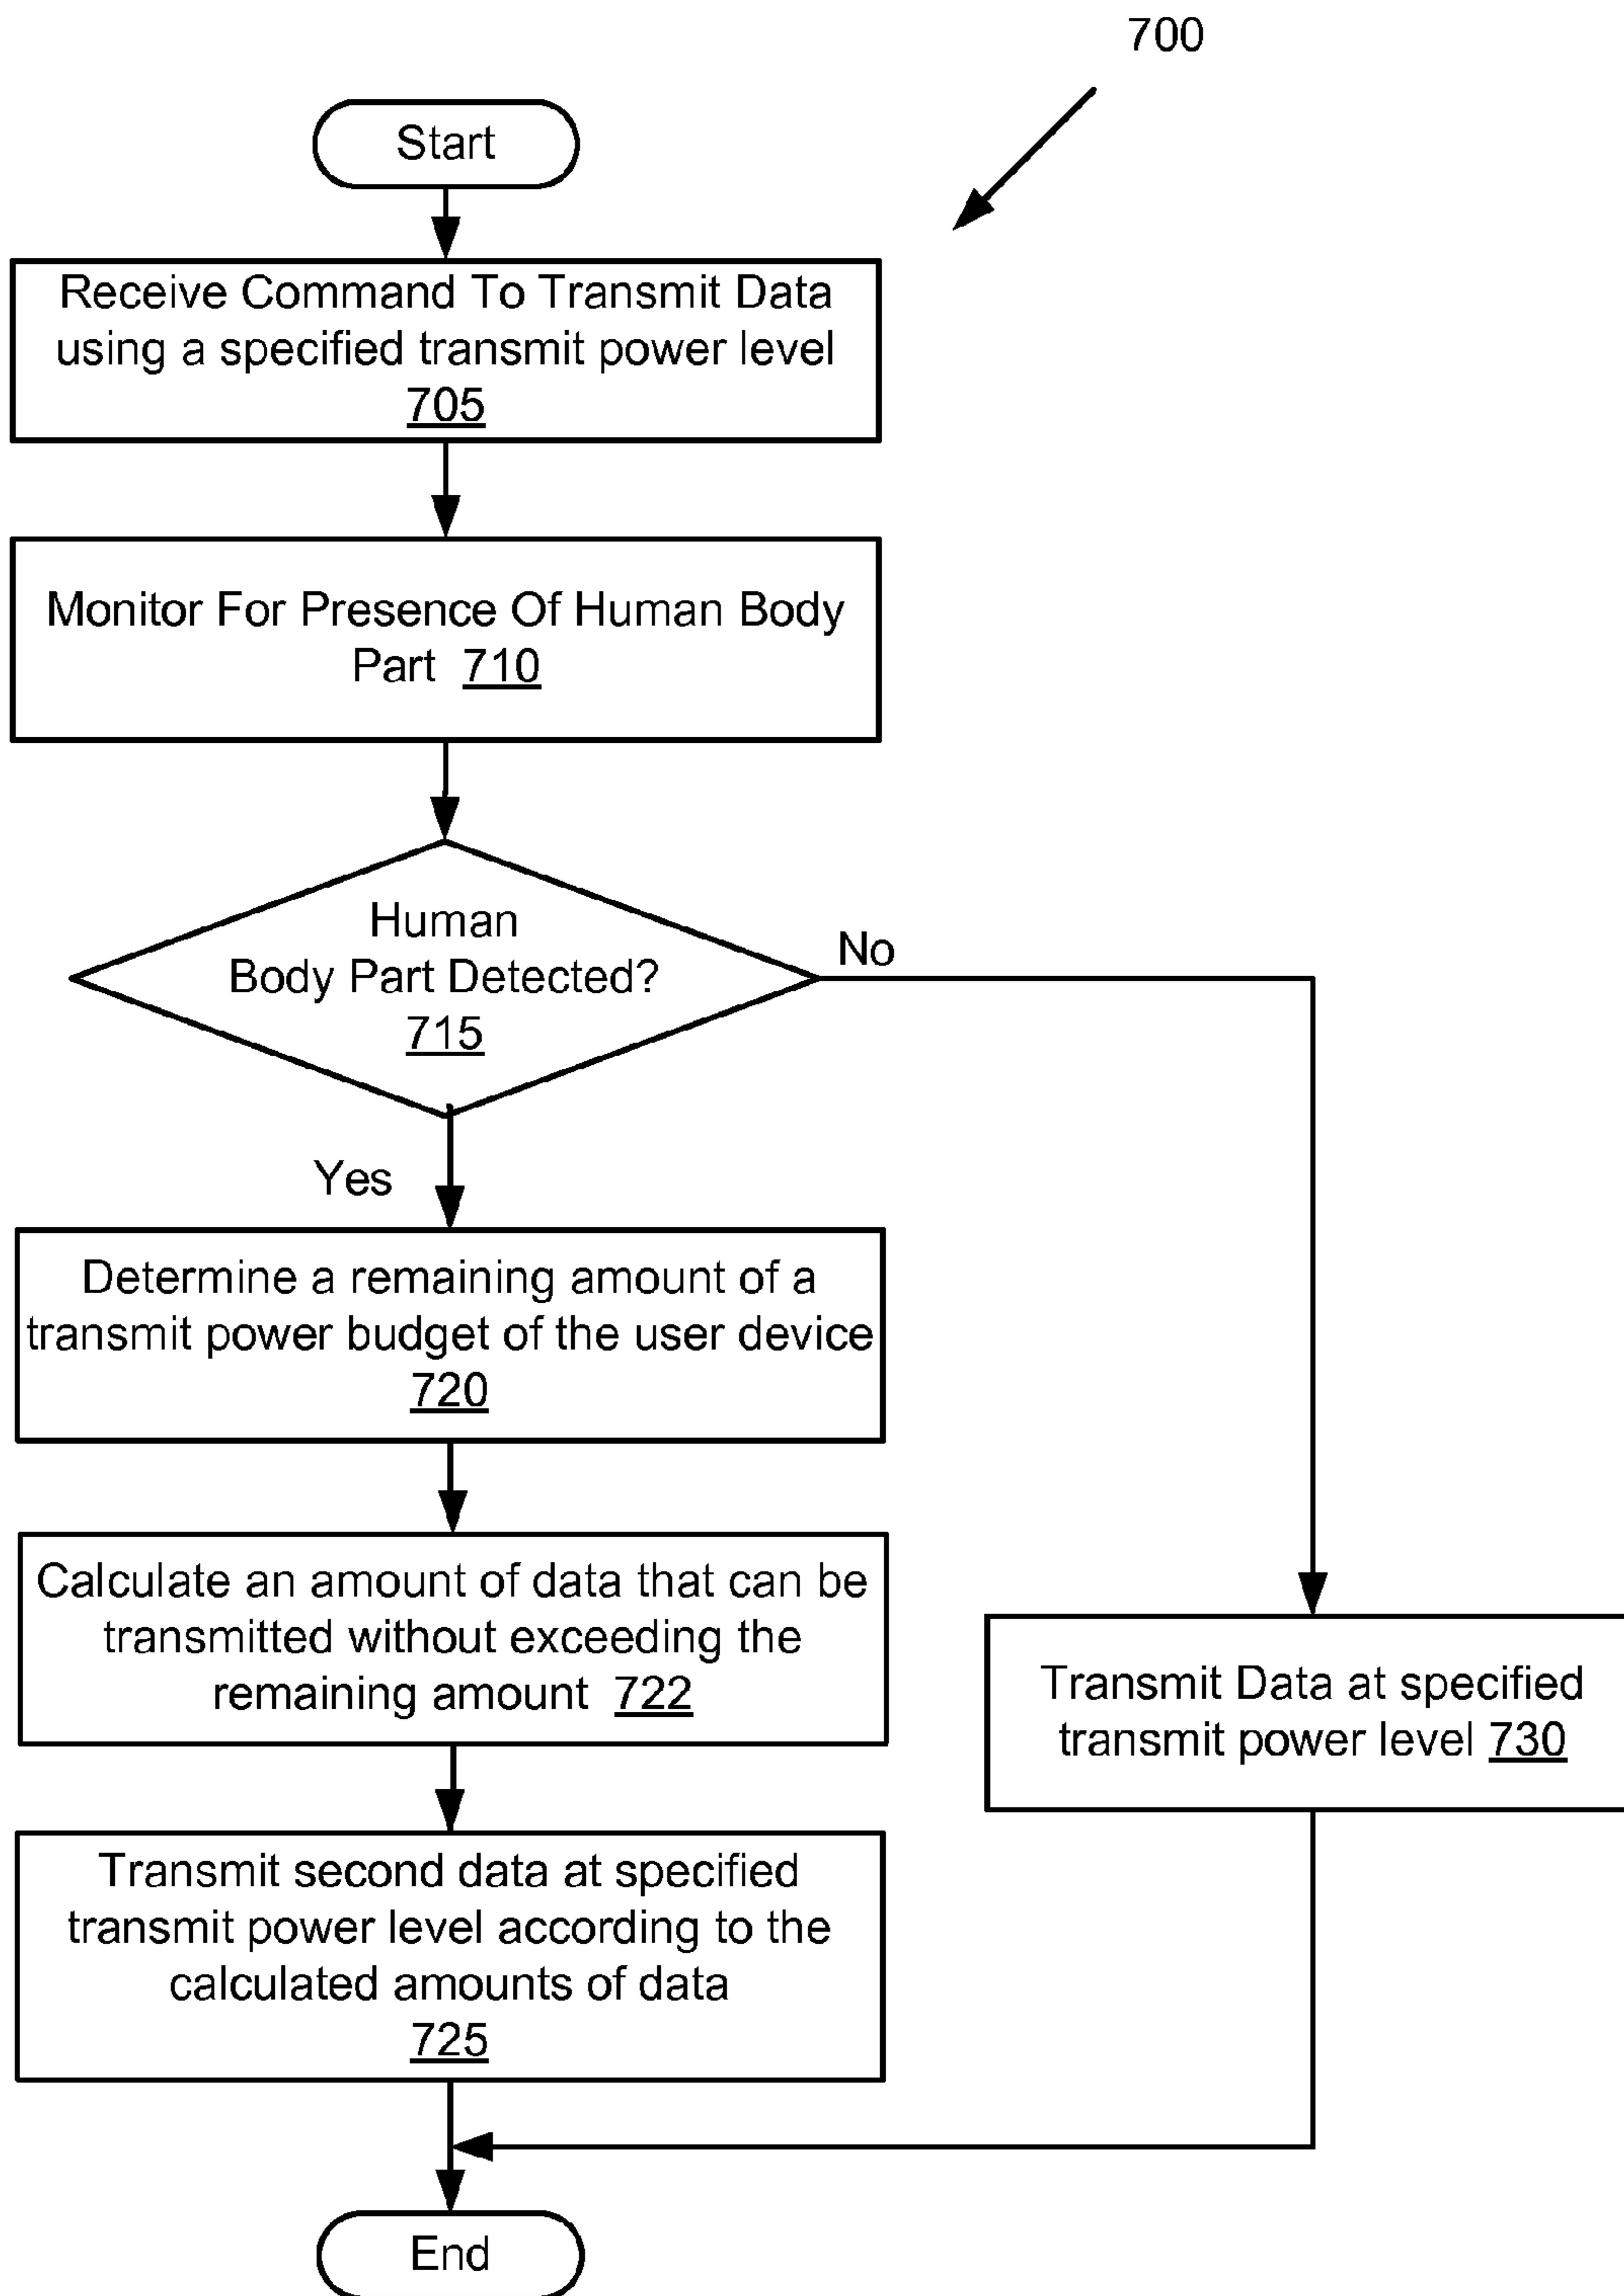 700
Start
Receive Command To Transmit Data
using a specified transmit power level
705
Monitor For Presence Of Human Body
Part 710
Human
Body Part Detected?
715
No
Yes
Determine a remaining amount of a
transmit power budget of the user device
720
Calculate an amount of data that can be
transmitted without exceeding the
remaining amount 722
Transmit Data at specified
transmit power level 730
Transmit second data at specified
transmit power level according to the
calculated amounts of data
725
End